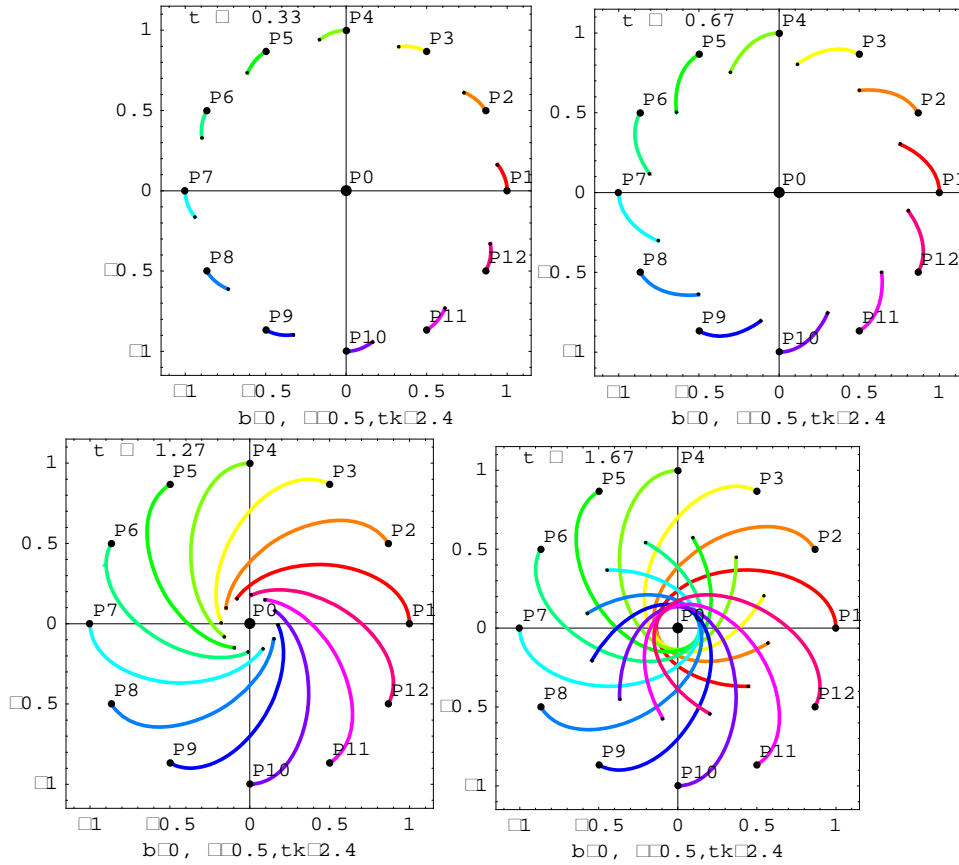 t □ 0.33
P4
P5
P3
P6
P2
P7
P0
P1
P8
P12
P9
P11
P10
1
0.5
0
□0.5
□1
□1 □0.5 0 0.5 1
b□0, □□0.5,tk□2.4
t □ 0.67
P4
P5
P3
P6
P2
P7
P0
P1
P8
P12
P9
P11
P10
1
0.5
0
□0.5
□1
□1 □0.5 0 0.5 1
b□0, □□0.5,tk□2.4
t □ 1.27
P4
P5
P3
P6
P2
P7
P0
P1
P8
P12
P9
P11
P10
1
0.5
0
□0.5
□1
□1 □0.5 0 0.5 1
b□0, □□0.5,tk□2.4
t □ 1.67
P4
P5
P3
P6
P2
P7
P0
P1
P8
P12
P9
P11
P10
1
0.5
0
□0.5
□1
□1 □0.5 0 0.5 1
b□0, □□0.5,tk□2.4